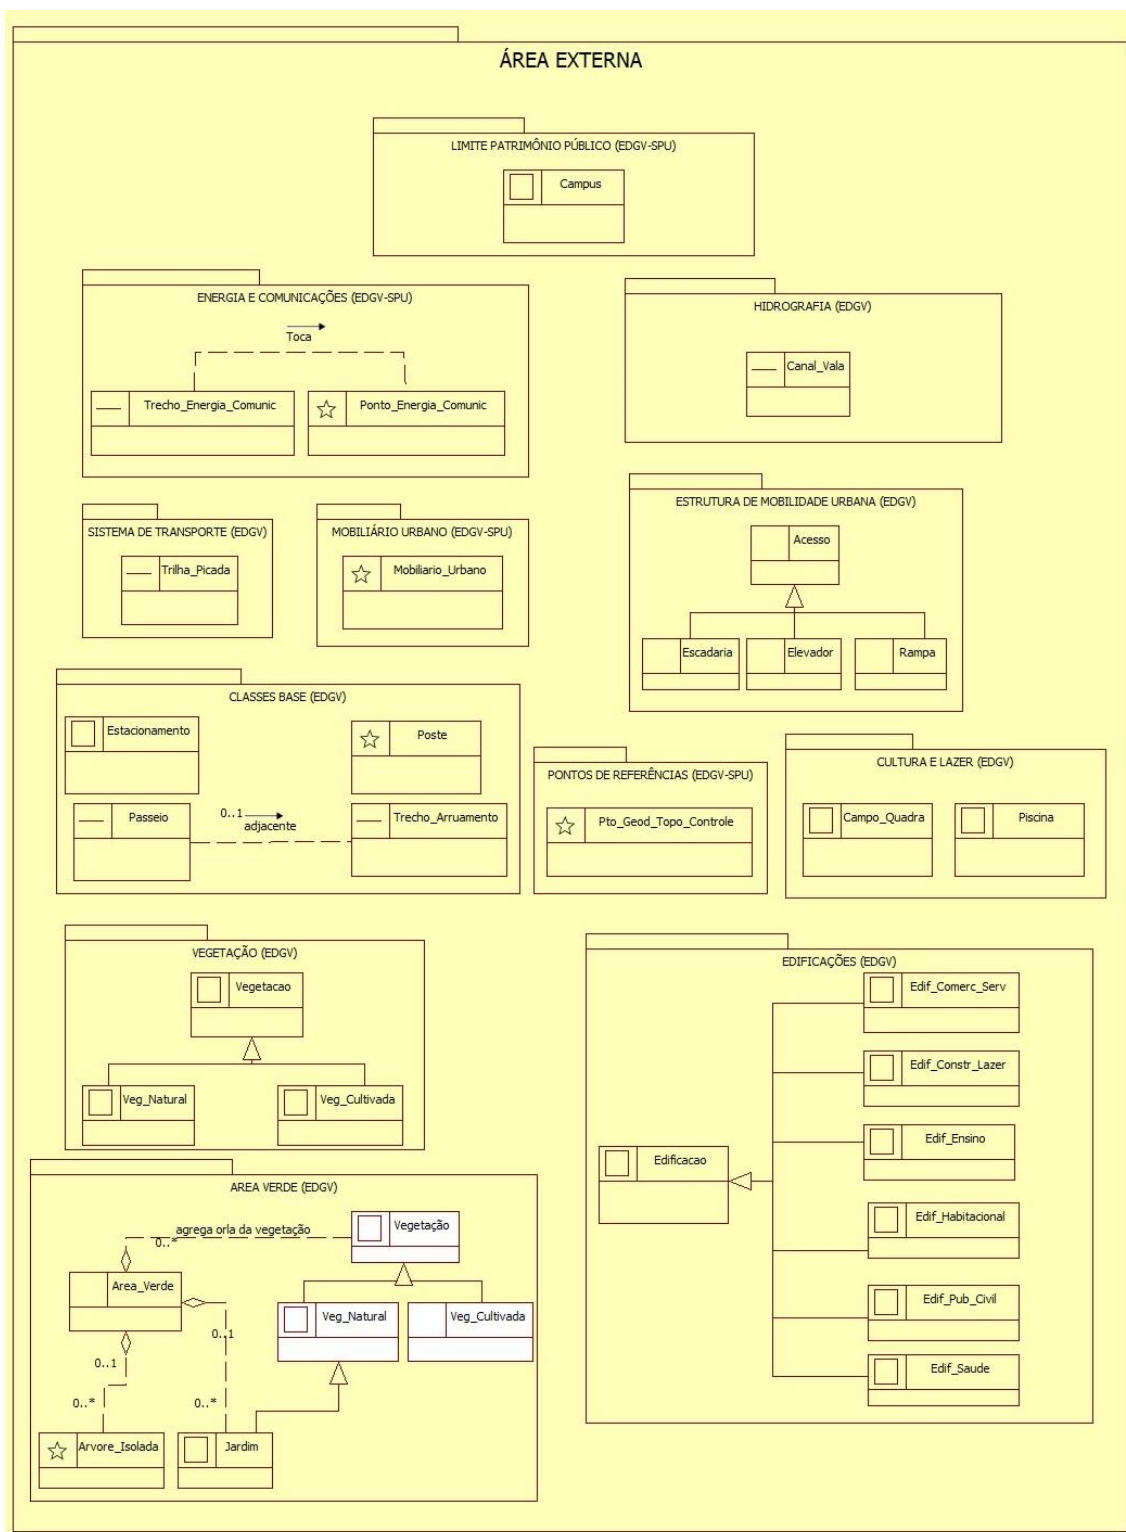 ÁREA EXTERNA
LIMITE PATRIMÔNIO PÚBLICO (EDGV-SPU)
Campus
ENERGIA E COMUNICAÇÕES (EDGV-SPU)
Toca
Trecho_Energia_Comunic
Ponto_Energia_Comunic
HIDROGRAFIA (EDGV)
Canal_Vala
SISTEMA DE TRANSPORTE (EDGV)
Trilha_Picada
MOBILIÁRIO URBANO (EDGV-SPU)
Mobiliario_Urbano
ESTRUTURA DE MOBILIDADE URBANA (EDGV)
Acesso
Escadaria
Elevador
Rampa
CLASSES BASE (EDGV)
Estacionamento
Poste
Passeio
0..1
adjacente
Trecho_Arruamento
PONTOS DE REFERÊNCIAS (EDGV-SPU)
Pto_Geod_Topo_Controle
CULTURA E LAZER (EDGV)
Campo_Quadra
Piscina
VEGETAÇÃO (EDGV)
Vegetacao
Veg_Natural
Veg_Cultivada
EDIFICAÇÕES (EDGV)
Edif_Comerc_Serv
Edif_Constr_Lazer
Edif_Ensino
Edificacao
Edif_Habitacional
Edif_Pub_Civil
Edif_Saude
AREA VERDE (EDGV)
agrega orla da vegetação
0..*
Vegetação
Area_Verde
Veg_Natural
Veg_Cultivada
0..1
0..1
0..*
0..*
Arvore_Isolada
Jardim